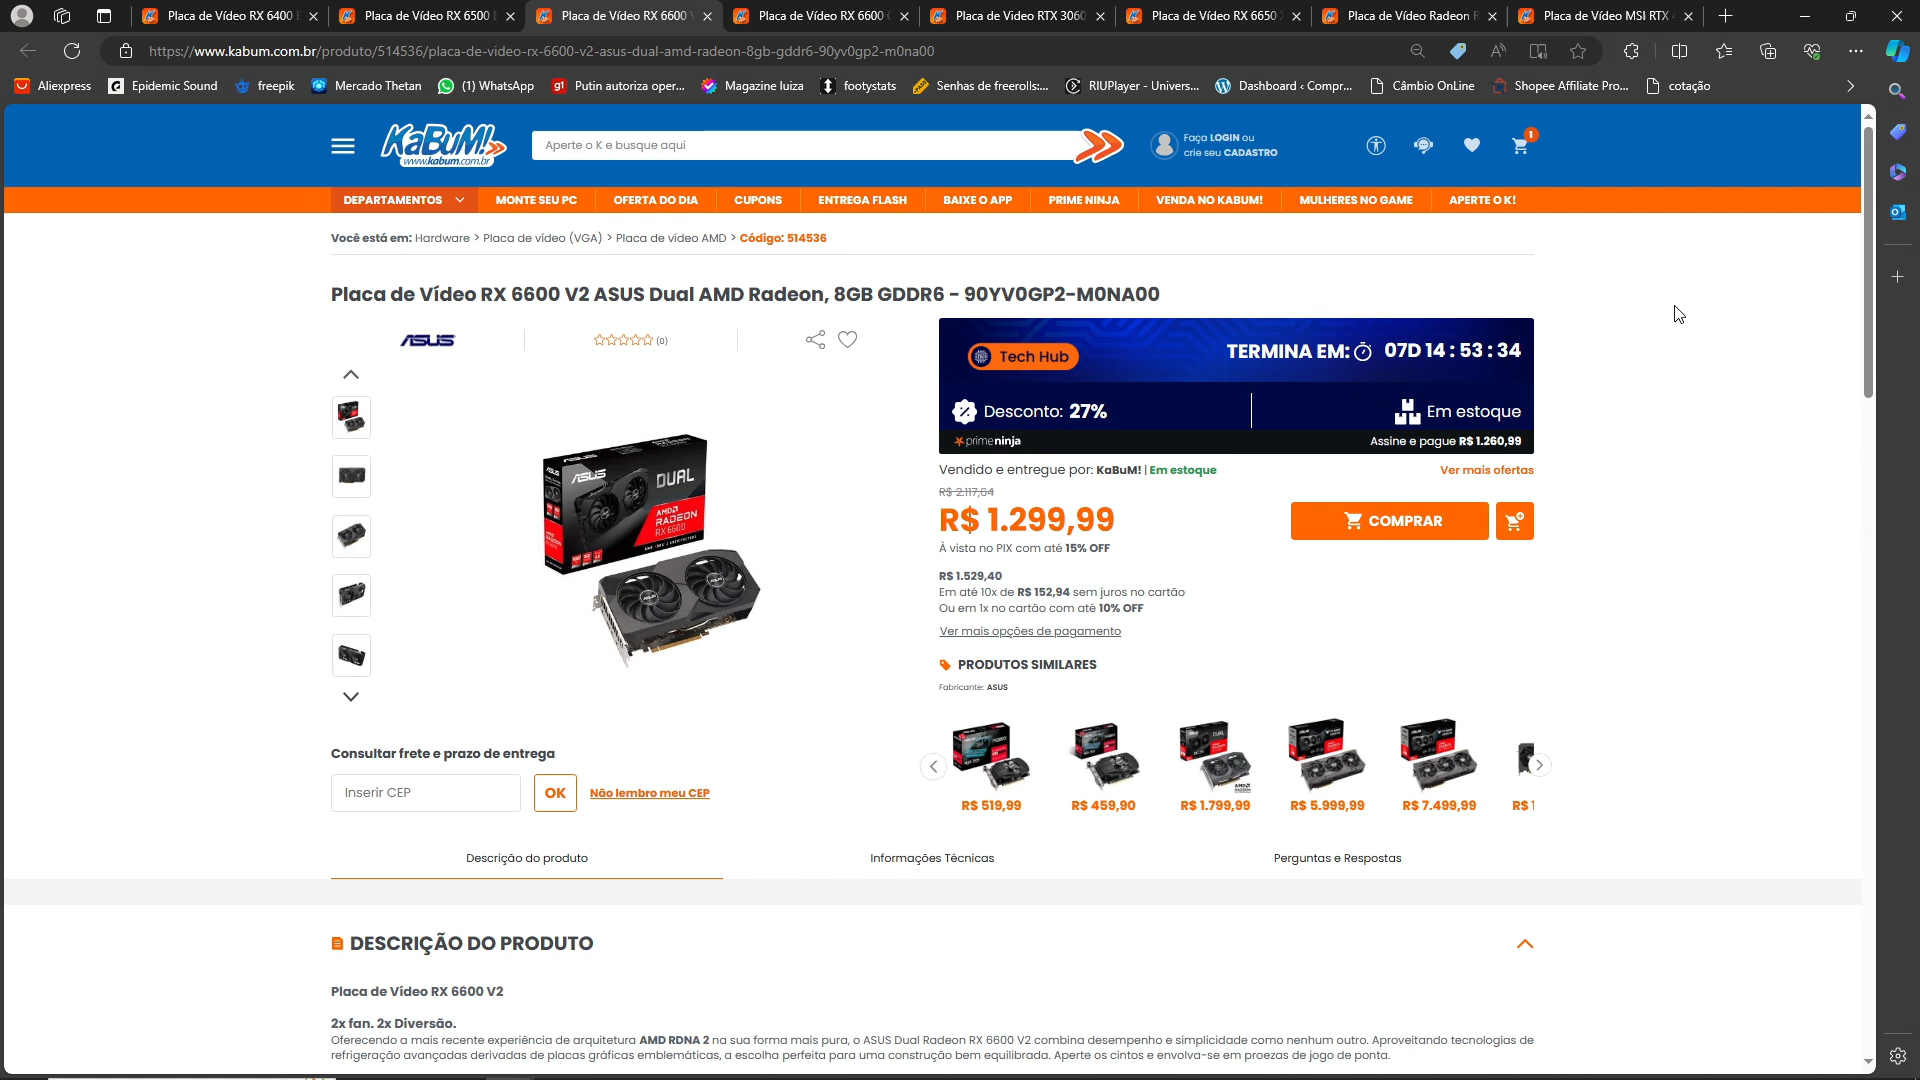 Placa de Vídeo RX 6400
Placa de Vídeo RX 6500
Placa de Vídeo RX 6600
Placa de Vídeo RX 6600
Placa de Video RTX 3060
Placa de Vídeo RX 6650
Placa de Vídeo Radeon
Placa de Vídeo MSI RTX
https://www.kabum.com.br/produto/514536/placa-de-video-rx-6600-v2-asus-dual-amd-radeon-8gb-gddr6-90yv0gp2-m0na00
Aliexpress
Epidemic Sound
freepik
Mercado Thetan
(1) WhatsApp
g1 Putin autoriza oper...
Magazine luiza
footystats
Senhas de freerolls:...
RIUPlayer - Univers...
Dashboard ‹ Compr...
Câmbio OnLine
Shopee Affiliate Pro...
cotação
KaBuM!
www.kabum.com.br
Aperte o K e busque aqui
Faça LOGIN ou
crie seu CADASTRO
1
DEPARTAMENTOS
MONTE SEU PC
OFERTA DO DIA
CUPONS
ENTREGA FLASH
BAIXE O APP
PRIME NINJA
VENDA NO KABUM!
MULHERES NO GAME
APERTE O K!
Você está em: Hardware > Placa de vídeo (VGA) > Placa de vídeo AMD > Código: 514536
Placa de Vídeo RX 6600 V2 ASUS Dual AMD Radeon, 8GB GDDR6 - 90YV0GP2-M0NA00
ASUS
(0)
Tech Hub
TERMINA EM: 07D 14 : 53 : 34
Desconto: 27%
Em estoque
prime ninja
Assine e pague R$ 1.260,99
Vendido e entregue por: KaBuM! | Em estoque
Ver mais ofertas
R$ 2.117,64
R$ 1.299,99
COMPRAR
À vista no PIX com até 15% OFF
R$ 1.529,40
Em até 10x de R$ 152,94 sem juros no cartão
Ou em 1x no cartão com até 10% OFF
Ver mais opções de pagamento
ASUS
DUAL
AMD
RADEON
RX 6600
PRODUTOS SIMILARES
Fabricante: ASUS
R$ 519,99
R$ 459,90
R$ 1.799,99
R$ 5.999,99
R$ 7.499,99
R$ 1
Consultar frete e prazo de entrega
Inserir CEP
OK
Não lembro meu CEP
Descrição do produto
Informações Técnicas
Perguntas e Respostas
DESCRIÇÃO DO PRODUTO
Placa de Vídeo RX 6600 V2
2x fan. 2x Diversão.
Oferecendo a mais recente experiência de arquitetura AMD RDNA 2 na sua forma mais pura, o ASUS Dual Radeon RX 6600 V2 combina desempenho e simplicidade como nenhum outro. Aproveitando tecnologias de
refrigeração avançadas derivadas de placas gráficas emblemáticas, a escolha perfeita para uma construção bem equilibrada. Aperte os cintos e envolva-se em proezas de jogo de ponta.